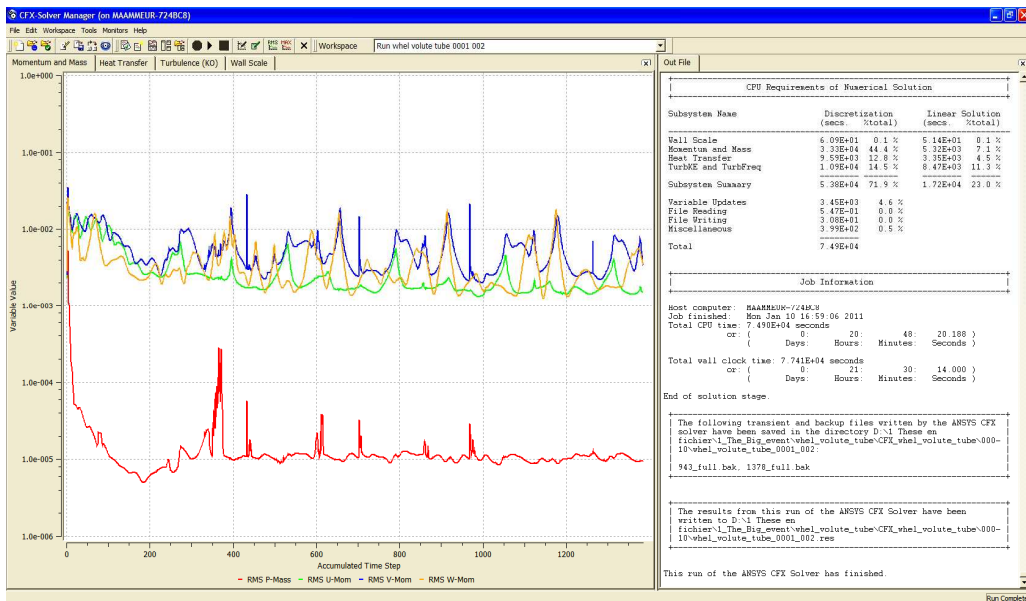 CFX-Solver Manager (on MAAMMEUR-724BC8)
File Edit Workspace Tools Monitors Help
Workspace Run whel volute tube 0001 002
Momentum and Mass Heat Transfer Turbulence (KO) Wall Scale
1.0e+000
1.0e-001
1.0e-002
1.0e-003
1.0e-004
1.0e-005
1.0e-006
Variable Value
0 200 400 600 800 1000 1200
Accumulated Time Step
RMS P-Mass RMS U-Mom RMS V-Mom RMS W-Mom
Out File
+--------------------------------------------------------------------+
| CPU Requirements of Numerical Solution |
+--------------------------------------------------------------------+
Subsystem Name Discretization Linear Solution
(secs. %total) (secs. %total)
----------------------------------------------------------------------
Wall Scale 6.09E+01 0.1 % 5.14E+01 0.1 %
Momentum and Mass 3.33E+04 44.4 % 5.32E+03 7.1 %
Heat Transfer 9.59E+03 12.8 % 3.35E+03 4.5 %
TurbKE and TurbFreq 1.09E+04 14.5 % 8.47E+03 11.3 %
-------- ------- -------- ------
Subsystem Summary 5.38E+04 71.9 % 1.72E+04 23.0 %
Variable Updates 3.45E+03 4.6 %
File Reading 5.47E-01 0.0 %
File Writing 3.08E+01 0.0 %
Miscellaneous 3.99E+02 0.5 %
--------
Total 7.49E+04
+--------------------------------------------------------------------+
| Job Information |
+--------------------------------------------------------------------+
Host computer: MAAMMEUR-724BC8
Job finished: Mon Jan 10 16:59:06 2011
Total CPU time: 7.490E+04 seconds
or: ( 0: 20: 48: 20.188 )
( Days: Hours: Minutes: Seconds )
Total wall clock time: 7.741E+04 seconds
or: ( 0: 21: 30: 14.000 )
( Days: Hours: Minutes: Seconds )
End of solution stage.
+--------------------------------------------------------------------+
| The following transient and backup files written by the ANSYS CFX
| solver have been saved in the directory D:\1 These en
| fichier\1_The_Big_event\whel_volute_tube\CFX_whel_volute_tube\000-
| 10\whel_volute_tube_0001_002:
|
| 943_full.bak, 1378_full.bak
+--------------------------------------------------------------------+
+--------------------------------------------------------------------+
| The results from this run of the ANSYS CFX Solver have been
| written to D:\1 These en
| fichier\1_The_Big_event\whel_volute_tube\CFX_whel_volute_tube\000-
| 10\whel_volute_tube_0001_002.res
+--------------------------------------------------------------------+
This run of the ANSYS CFX Solver has finished.
Run Complete